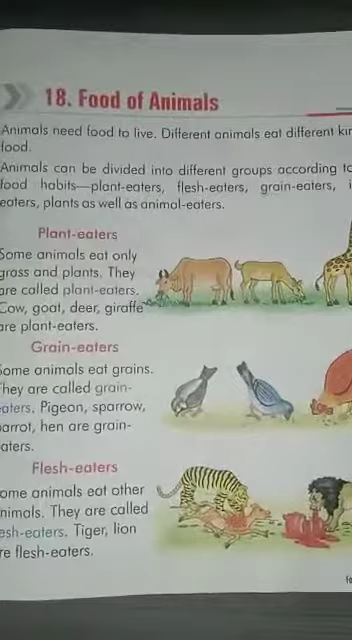 18. Food of Animals
Animals need food to live. Different animals eat different kin
food.
Animals can be divided into different groups according to
food habits—plant-eaters, flesh-eaters, grain-eaters, i
eaters, plants as well as animal-eaters.
Plant-eaters
Some animals eat only
grass and plants. They
are called plant-eaters.
Cow, goat, deer, giraffe
are plant-eaters.
Grain-eaters
Some animals eat grains.
They are called grain-
eaters. Pigeon, sparrow,
parrot, hen are grain-
aters.
Flesh-eaters
ome animals eat other
nimals. They are called
esh-eaters. Tiger, lion
re flesh-eaters.